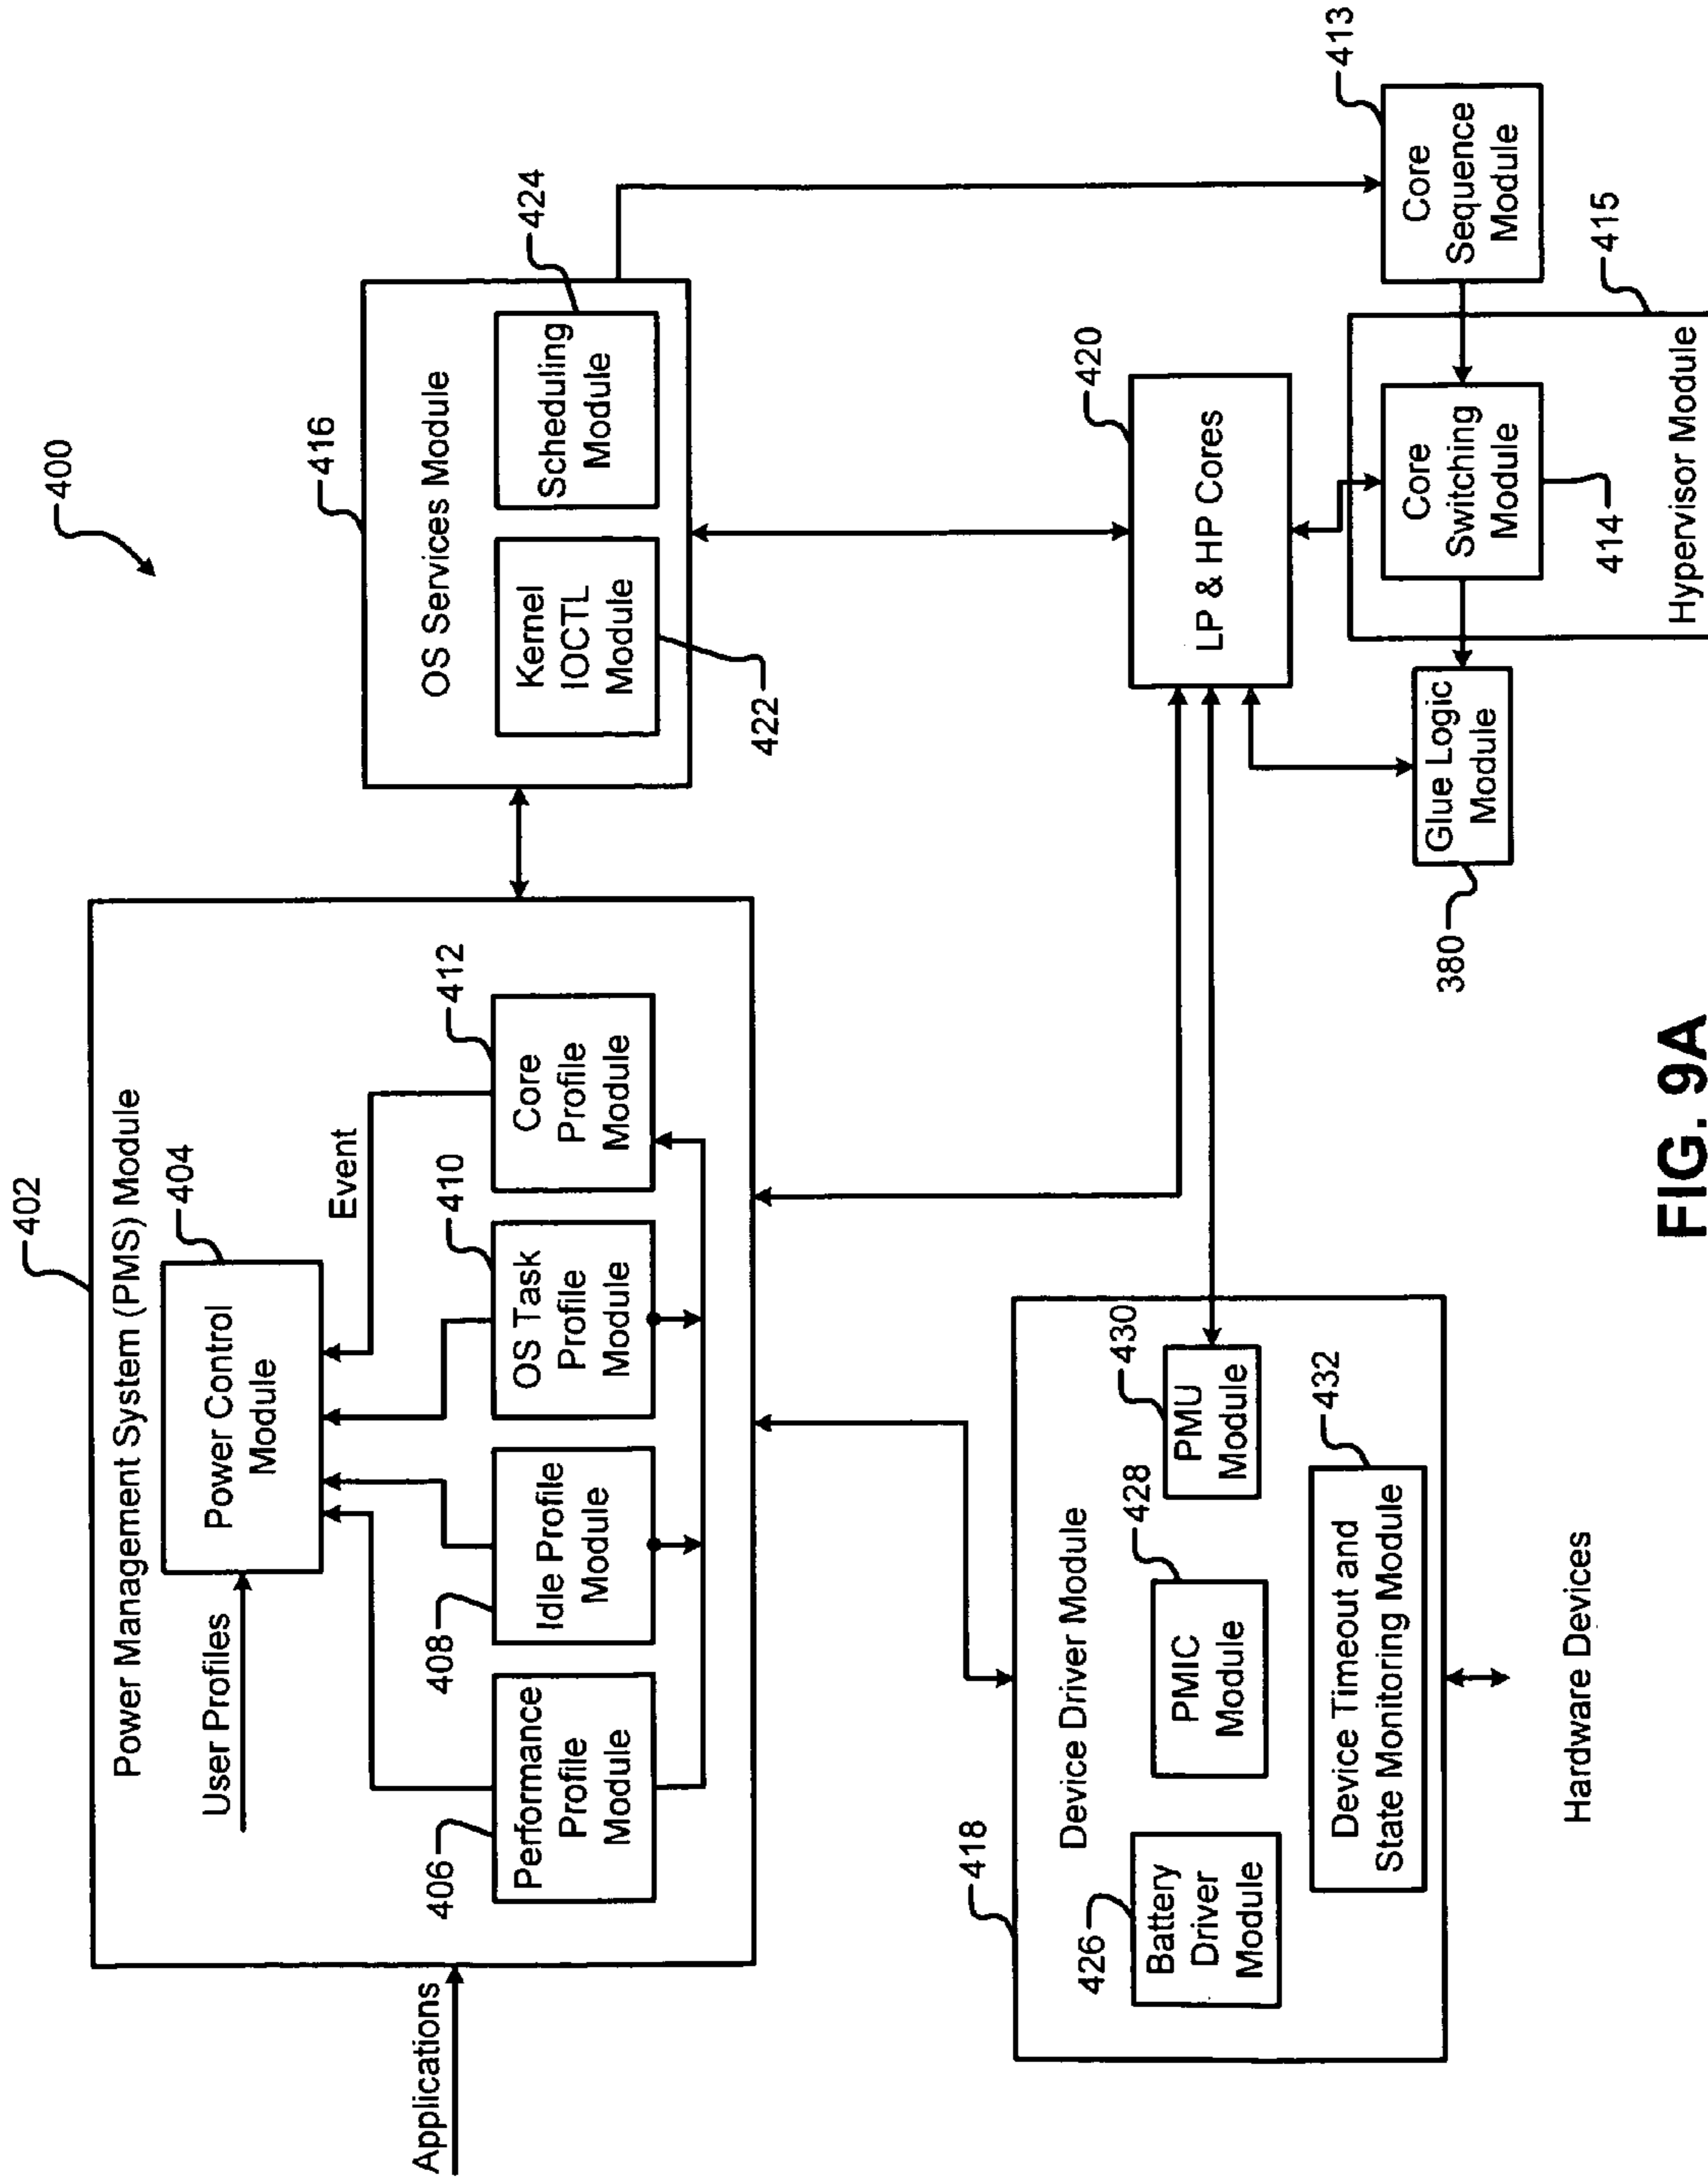 400
402
Power Management System (PMS) Module
404
Power Control
Module
User Profiles
Event
Applications
406
Performance
Profile
Module
408
Idle Profile
Module
410
OS Task
Profile
Module
412
Core
Profile
Module
416
OS Services Module
422
Kernel
IOCTL
Module
424
Scheduling
Module
418
Device Driver Module
426
Battery
Driver
Module
428
PMIC
Module
430
PMU
Module
432
Device Timeout and
State Monitoring Module
Hardware Devices
420
LP & HP Cores
380
Glue Logic
Module
414
Core
Switching
Module
415
Hypervisor Module
413
Core
Sequence
Module
FIG. 9A